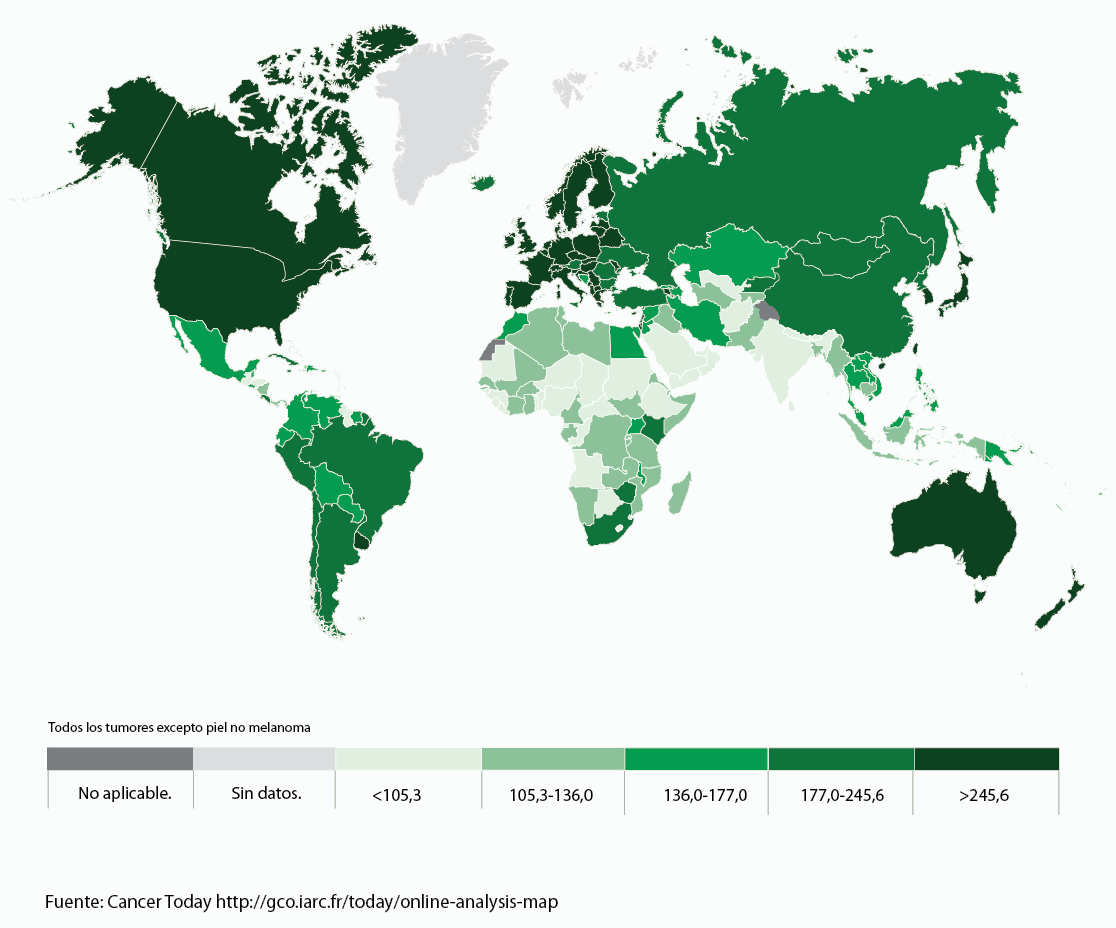 Todos los tumores excepto piel no melanoma
No aplicable.
Sin datos.
<105,3
105,3-136,0
136,0-177,0
177,0-245,6
>245,6
Fuente: Cancer Today http://gco.iarc.fr/today/online-analysis-map